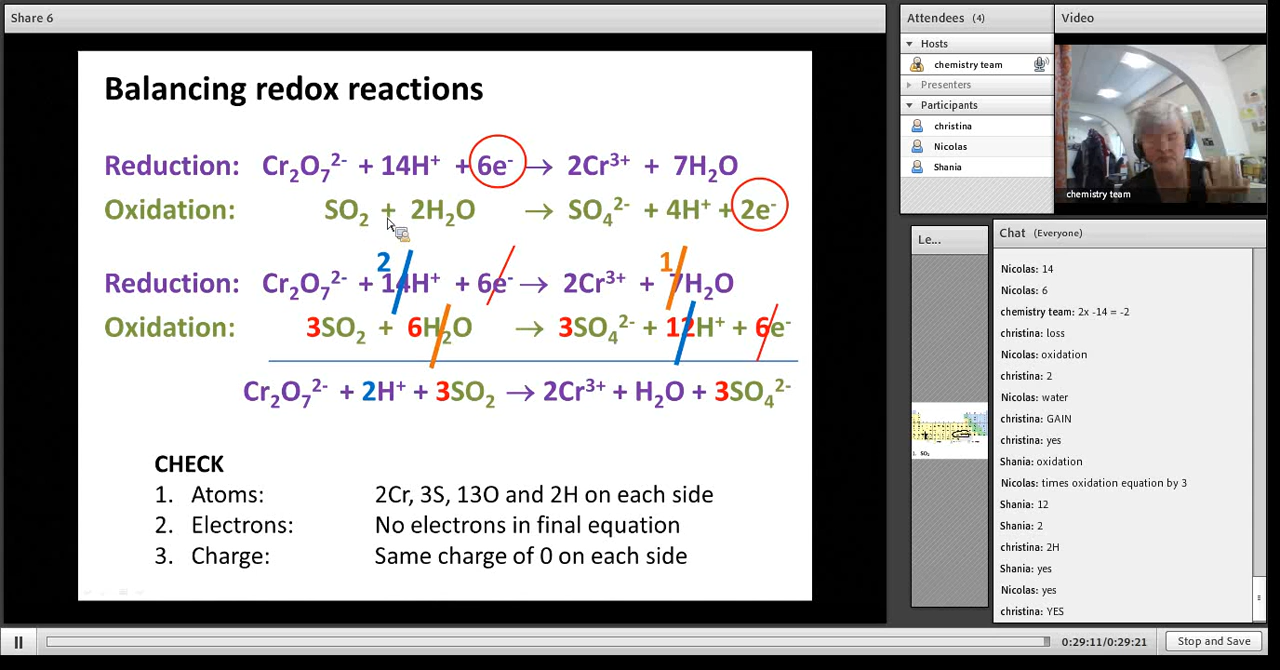 Share 6
Balancing redox reactions
Reduction: Cr₂O₇²⁻ + 14H⁺ + 6e⁻ → 2Cr³⁺ + 7H₂O
Oxidation: SO₂ + 2H₂O → SO₄²⁻ + 4H⁺ + 2e⁻
2 1
Reduction: Cr₂O₇²⁻ + 14H⁺ + 6e⁻ → 2Cr³⁺ + 7H₂O
Oxidation: 3SO₂ + 6H₂O → 3SO₄²⁻ + 12H⁺ + 6e⁻
Cr₂O₇²⁻ + 2H⁺ + 3SO₂ → 2Cr³⁺ + H₂O + 3SO₄²⁻
CHECK
1. Atoms: 2Cr, 3S, 13O and 2H on each side
2. Electrons: No electrons in final equation
3. Charge: Same charge of 0 on each side
Attendees (4)
Hosts
chemistry team
Presenters
Participants
christina
Nicolas
Shania
Video
chemistry team
Le...
Chat (Everyone)
Nicolas: 14
Nicolas: 6
chemistry team: 2x -14 = -2
christina: loss
Nicolas: oxidation
christina: 2
Nicolas: water
christina: GAIN
christina: yes
Shania: oxidation
Nicolas: times oxidation equation by 3
Shania: 12
Shania: 2
christina: 2H
Shania: yes
Nicolas: yes
christina: YES
0:29:11/0:29:21
Stop and Save